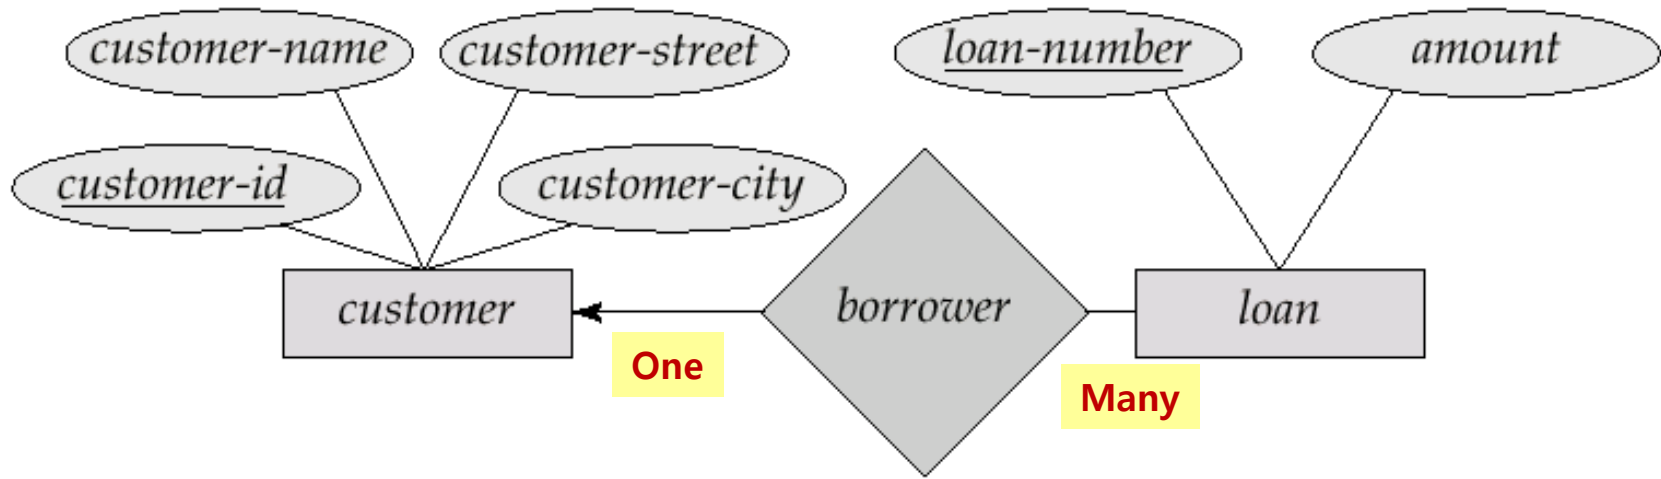 customer-name
customer-street
loan-number
amount
customer-id
customer-city
customer
borrower
loan
One
Many